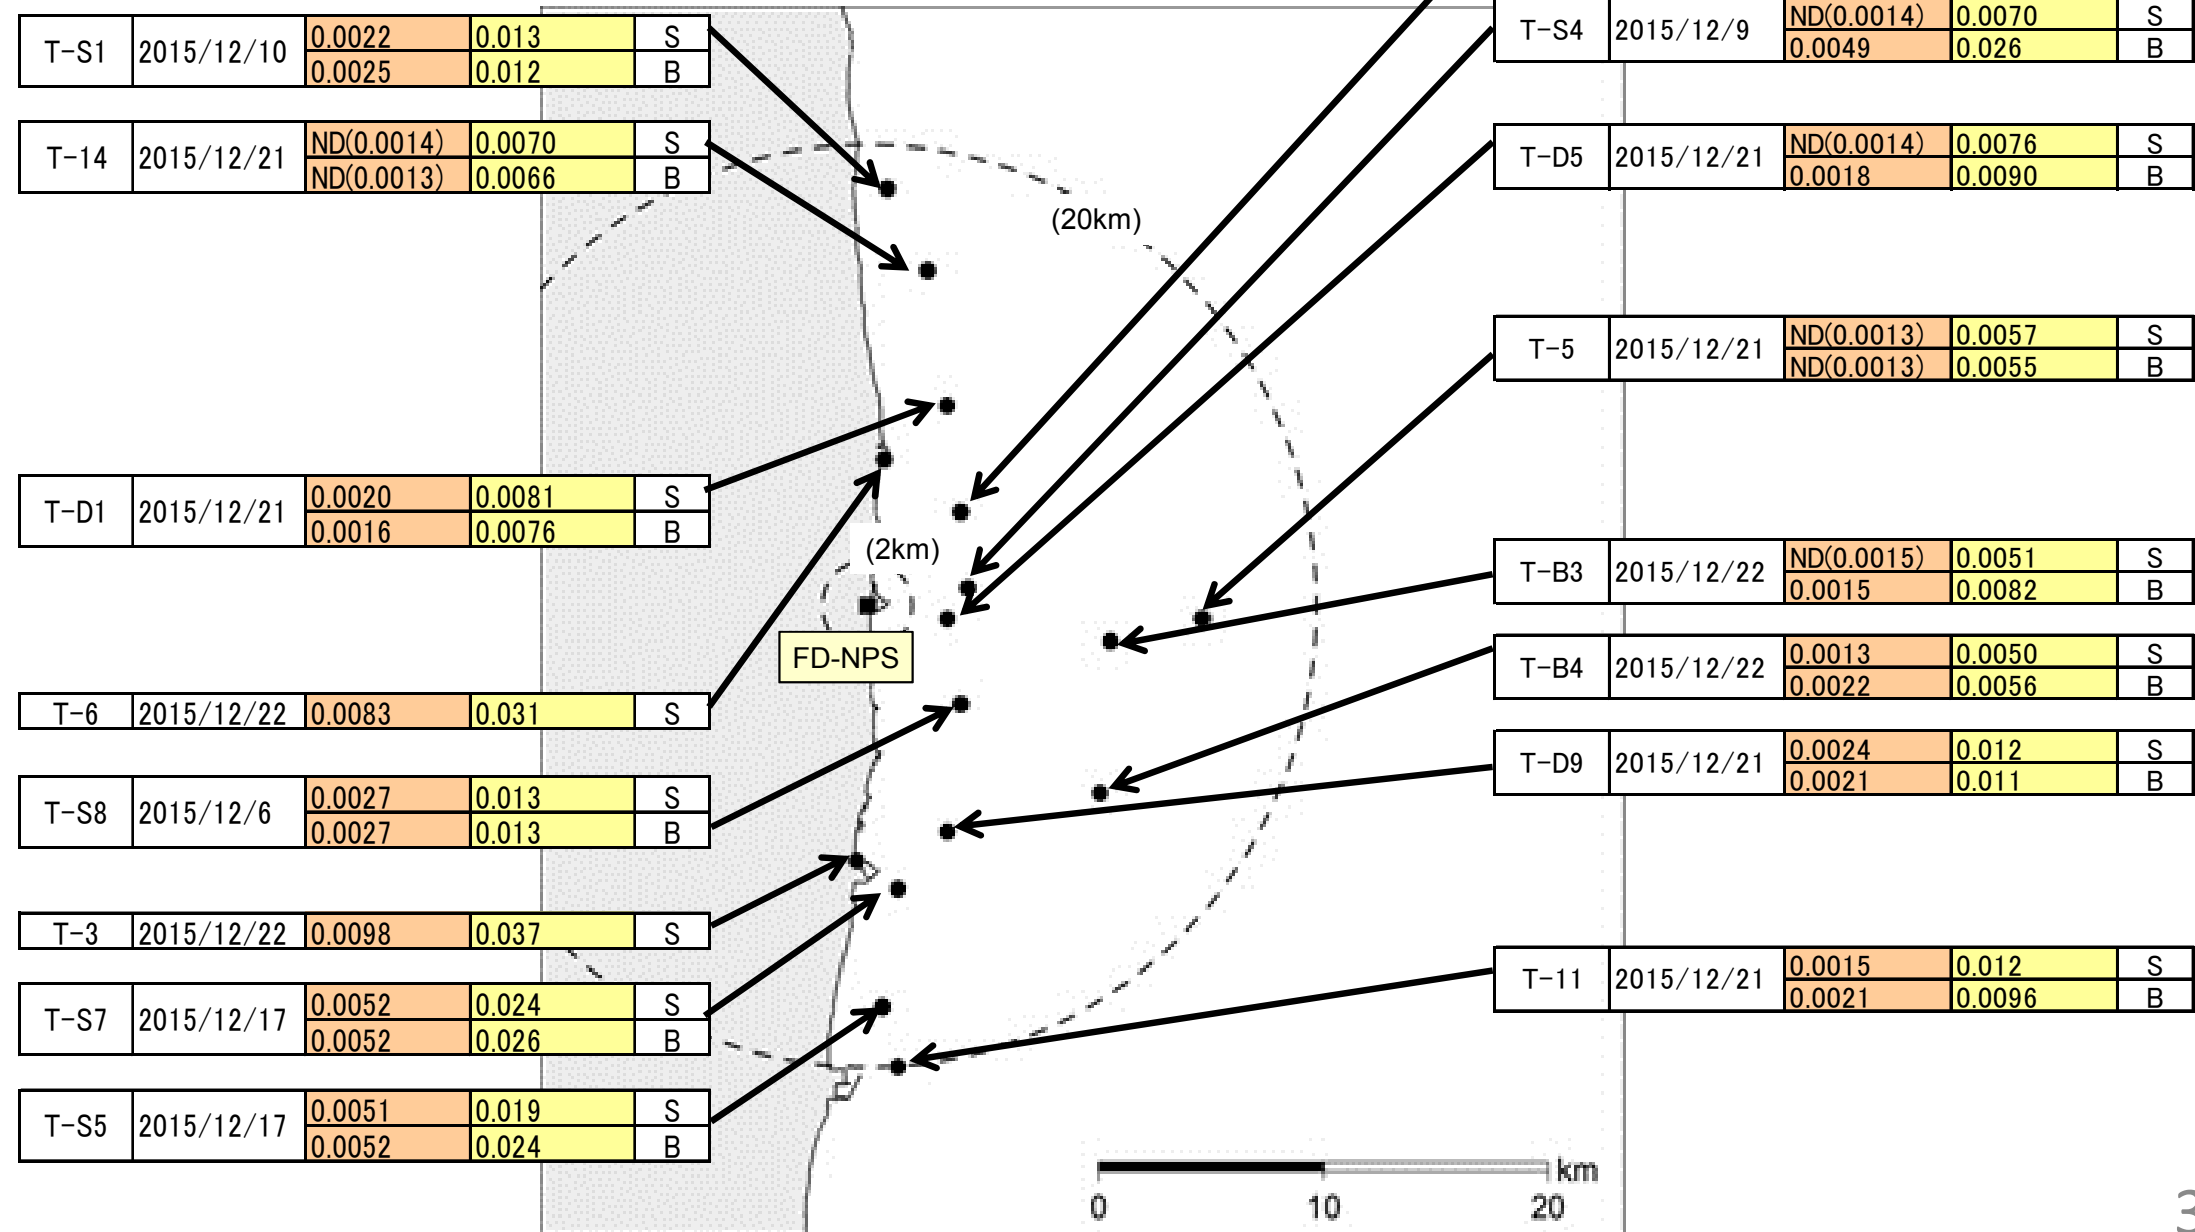 T-S1 2015/12/10 0.0022 0.013 S
0.0025 0.012 B
T-14 2015/12/21 ND(0.0014) 0.0070 S
ND(0.0013) 0.0066 B
T-D1 2015/12/21 0.0020 0.0081 S
0.0016 0.0076 B
T-6 2015/12/22 0.0083 0.031 S
T-S8 2015/12/6 0.0027 0.013 S
0.0027 0.013 B
T-3 2015/12/22 0.0098 0.037 S
T-S7 2015/12/17 0.0052 0.024 S
0.0052 0.026 B
T-S5 2015/12/17 0.0051 0.019 S
0.0052 0.024 B
(20km)
(2km)
FD-NPS
T-S4 2015/12/9 ND(0.0014) 0.0070 S
0.0049 0.026 B
T-D5 2015/12/21 ND(0.0014) 0.0076 S
0.0018 0.0090 B
T-5 2015/12/21 ND(0.0013) 0.0057 S
ND(0.0013) 0.0055 B
T-B3 2015/12/22 ND(0.0015) 0.0051 S
0.0015 0.0082 B
T-B4 2015/12/22 0.0013 0.0050 S
0.0022 0.0056 B
T-D9 2015/12/21 0.0024 0.012 S
0.0021 0.011 B
T-11 2015/12/21 0.0015 0.012 S
0.0021 0.0096 B
km
0 10 20